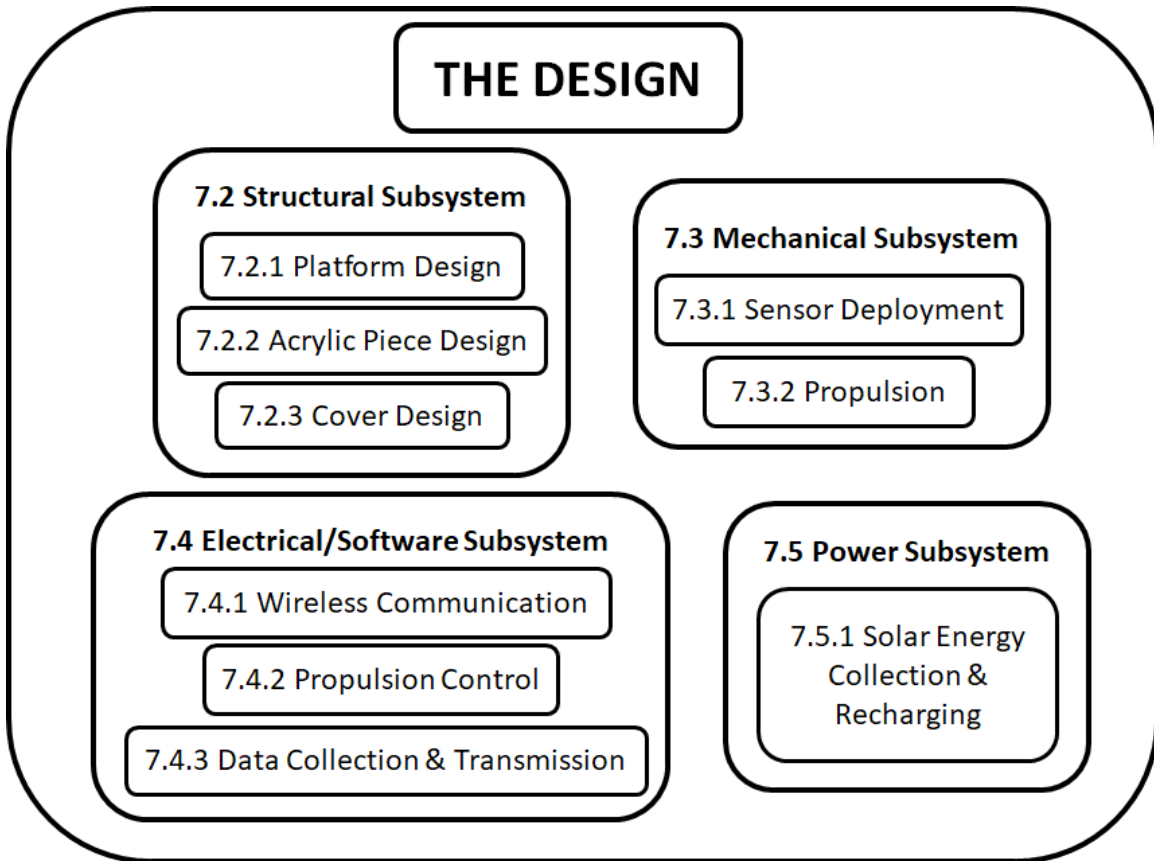 THE DESIGN
7.2 Structural Subsystem
7.2.1 Platform Design
7.2.2 Acrylic Piece Design
7.2.3 Cover Design
7.3 Mechanical Subsystem
7.3.1 Sensor Deployment
7.3.2 Propulsion
7.4 Electrical/Software Subsystem
7.4.1 Wireless Communication
7.4.2 Propulsion Control
7.4.3 Data Collection & Transmission
7.5 Power Subsystem
7.5.1 Solar Energy
Collection &
Recharging